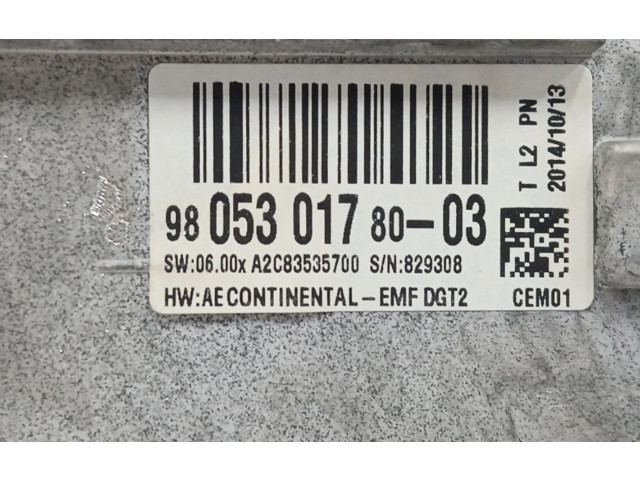 98 053 017 80-03
SW:06.00x A2C83535700 S/N:829308
HW:AE CONTINENTAL-EMF DGT2
T L2 PN
2014/10/13
CEM01